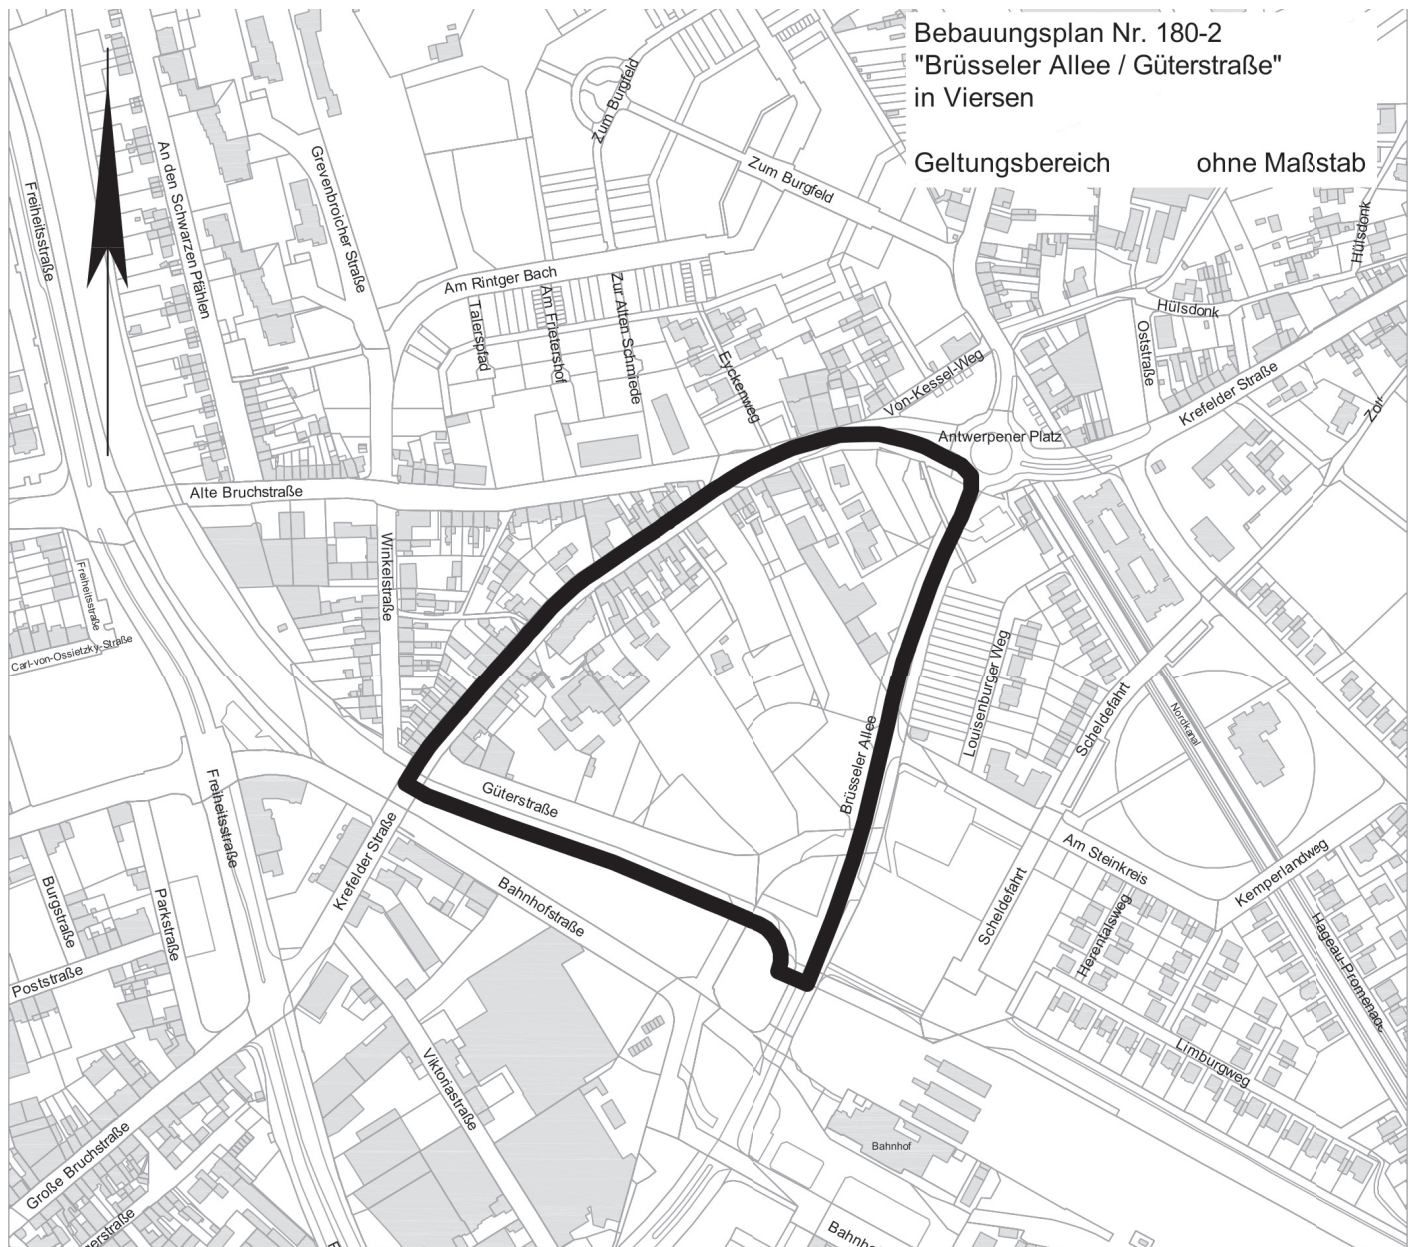 Bebauungsplan Nr. 180-2
"Brüsseler Allee / Güterstraße"
in Viersen
Geltungsbereich ohne Maßstab
Freiheitsstraße
An den Schwarzen Pfählen
Grevenbroicher Straße
Zum Burgfeld
Zum Burgfeld
Hülsdonk
Am Rintger Bach
Talerspfad
Am Frietershof
Zur Alten Schmiede
Eyckenweg
Von-Kessel-Weg
Hülsdonk
Oststraße
Krefelder Straße
Antwerpener Platz
Alte Bruchstraße
Winkelstraße
Freiheitsstraße
Carl-von-Ossietzky-Straße
Louisenburger Weg
Scheldefahrt
Nordkanal
Brüsseler Allee
Güterstraße
Freiheitsstraße
Krefelder Straße
Bahnhofstraße
Am Steinkreis
Kemperlandweg
Scheldefahrt
Herentalsweg
Hageau-Promenade
Burgstraße
Parkstraße
Poststraße
Limburgweg
Viktoriastraße
Große Bruchstraße
Bahnhof